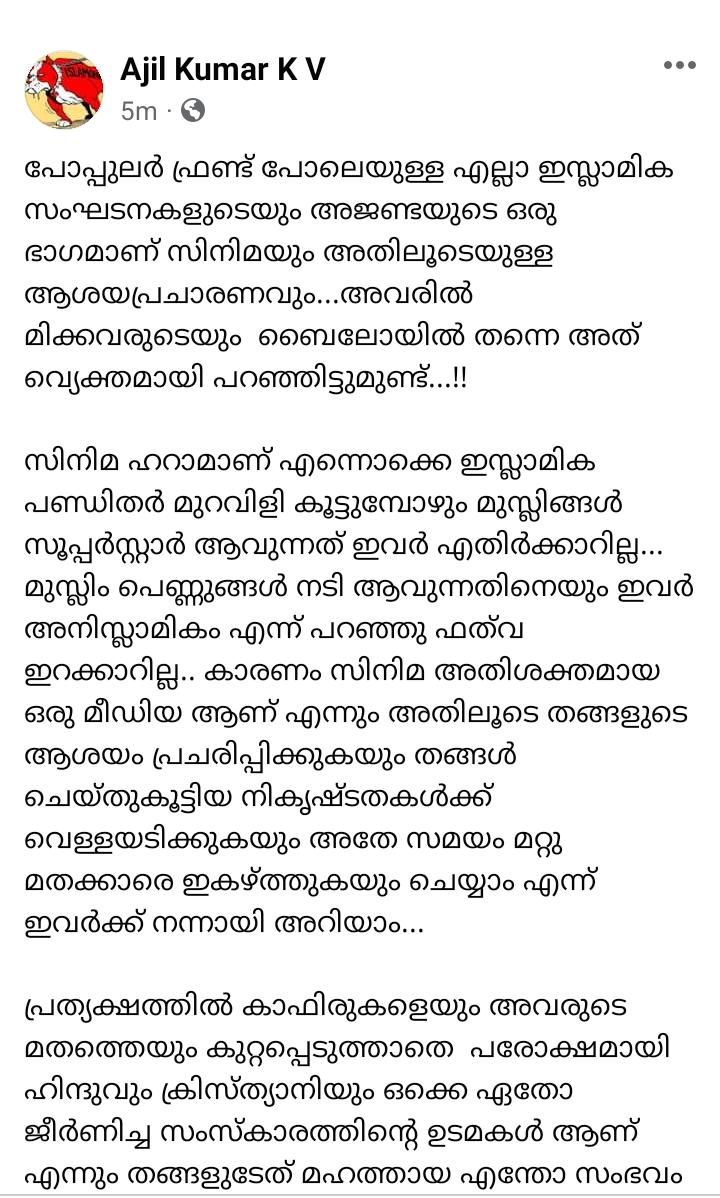 Ajil Kumar K V
5m ·
പോപ്പുലർ ഫ്രണ്ട് പോലെയുള്ള എല്ലാ ഇസ്ലാമിക
സംഘടനകളുടെയും അജണ്ടയുടെ ഒരു
ഭാഗമാണ് സിനിമയും അതിലൂടെയുള്ള
ആശയപ്രചാരണവും...അവരിൽ
മിക്കവരുടെയും ബൈലോയിൽ തന്നെ അത്
വ്യെക്തമായി പറഞ്ഞിട്ടുമുണ്ട്...!!
സിനിമ ഹറാമാണ് എന്നൊക്കെ ഇസ്ലാമിക
പണ്ഡിതർ മുറവിളി കൂട്ടുമ്പോഴും മുസ്ലിങ്ങൾ
സൂപ്പർസ്റ്റാർ ആവുന്നത് ഇവർ എതിർക്കാറില്ല...
മുസ്ലിം പെണ്ണുങ്ങൾ നടി ആവുന്നതിനെയും ഇവർ
അനിസ്ലാമികം എന്ന് പറഞ്ഞു ഫത്‌വ
ഇറക്കാറില്ല.. കാരണം സിനിമ അതിശക്തമായ
ഒരു മീഡിയ ആണ് എന്നും അതിലൂടെ തങ്ങളുടെ
ആശയം പ്രചരിപ്പിക്കുകയും തങ്ങൾ
ചെയ്തുകൂട്ടിയ നികൃഷ്ടതകൾക്ക്
വെള്ളയടിക്കുകയും അതേ സമയം മറ്റു
മതക്കാരെ ഇകഴ്ത്തുകയും ചെയ്യാം എന്ന്
ഇവർക്ക് നന്നായി അറിയാം...
പ്രത്യക്ഷത്തിൽ കാഫിരുകളെയും അവരുടെ
മതത്തെയും കുറ്റപ്പെടുത്താതെ പരോക്ഷമായി
ഹിന്ദുവും ക്രിസ്ത്യാനിയും ഒക്കെ ഏതോ
ജീർണിച്ച സംസ്കാരത്തിന്റെ ഉടമകൾ ആണ്
എന്നും തങ്ങളുടേത് മഹത്തായ എന്തോ സംഭവം